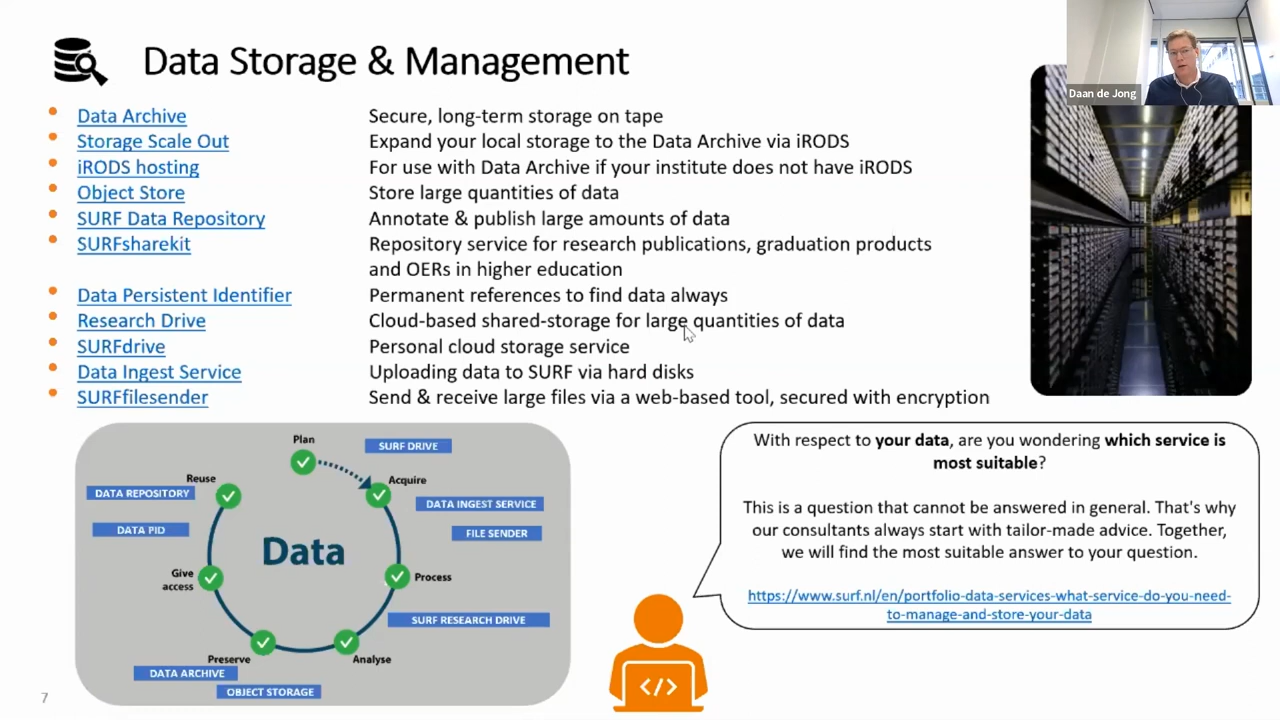 Data Storage & Management
Daan de Jong
Data Archive Secure, long-term storage on tape
Storage Scale Out Expand your local storage to the Data Archive via iRODS
iRODS hosting For use with Data Archive if your institute does not have iRODS
Object Store Store large quantities of data
SURF Data Repository Annotate & publish large amounts of data
SURFsharekit Repository service for research publications, graduation products
and OERs in higher education
Data Persistent Identifier Permanent references to find data always
Research Drive Cloud-based shared-storage for large quantities of data
SURFdrive Personal cloud storage service
Data Ingest Service Uploading data to SURF via hard disks
SURFfilesender Send & receive large files via a web-based tool, secured with encryption
Plan
SURF DRIVE
Acquire
DATA INGEST SERVICE
FILE SENDER
Process
SURF RESEARCH DRIVE
Analyse
Preserve
DATA ARCHIVE
OBJECT STORAGE
Give
access
DATA PID
DATA REPOSITORY
Reuse
Data
With respect to your data, are you wondering which service is
most suitable?
This is a question that cannot be answered in general. That's why
our consultants always start with tailor-made advice. Together,
we will find the most suitable answer to your question.
https://www.surf.nl/en/portfolio-data-services-what-service-do-you-need-
to-manage-and-store-your-data
</>
7